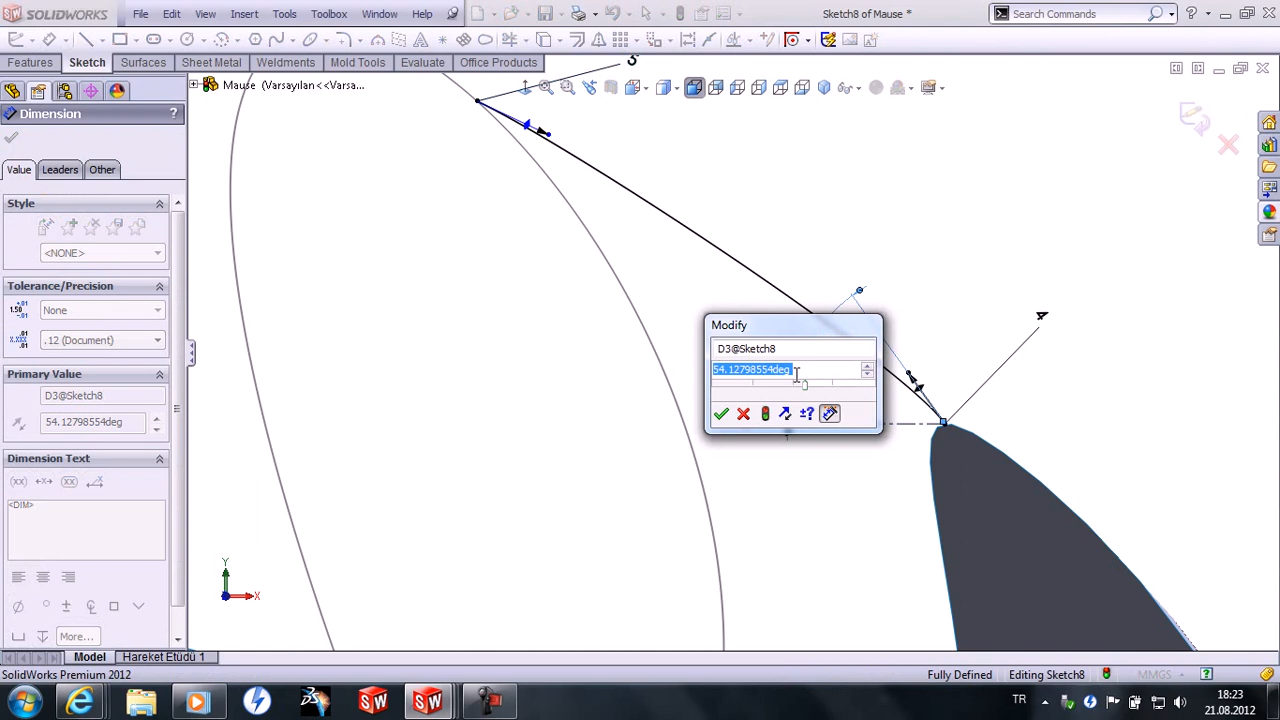 SOLIDWORKS
File Edit View Insert Tools Toolbox Window Help
Sketch8 of Mause *
Search Commands
Features Sketch Surfaces Sheet Metal Weldments Mold Tools Evaluate Office Products
Mause (Varsayılan <<Varsa...
Dimension ?
Value Leaders Other
Style
<NONE>
Tolerance/Precision
None
.12 (Document)
Primary Value
D3@Sketch8
54.12798554deg
Dimension Text
<DIM>
More...
Modify
D3@Sketch8
54.12798554deg
4
X
Y
Model Hareket Etüdü 1
SolidWorks Premium 2012
Fully Defined Editing Sketch8 MMGS
TR
18:23
21.08.2012